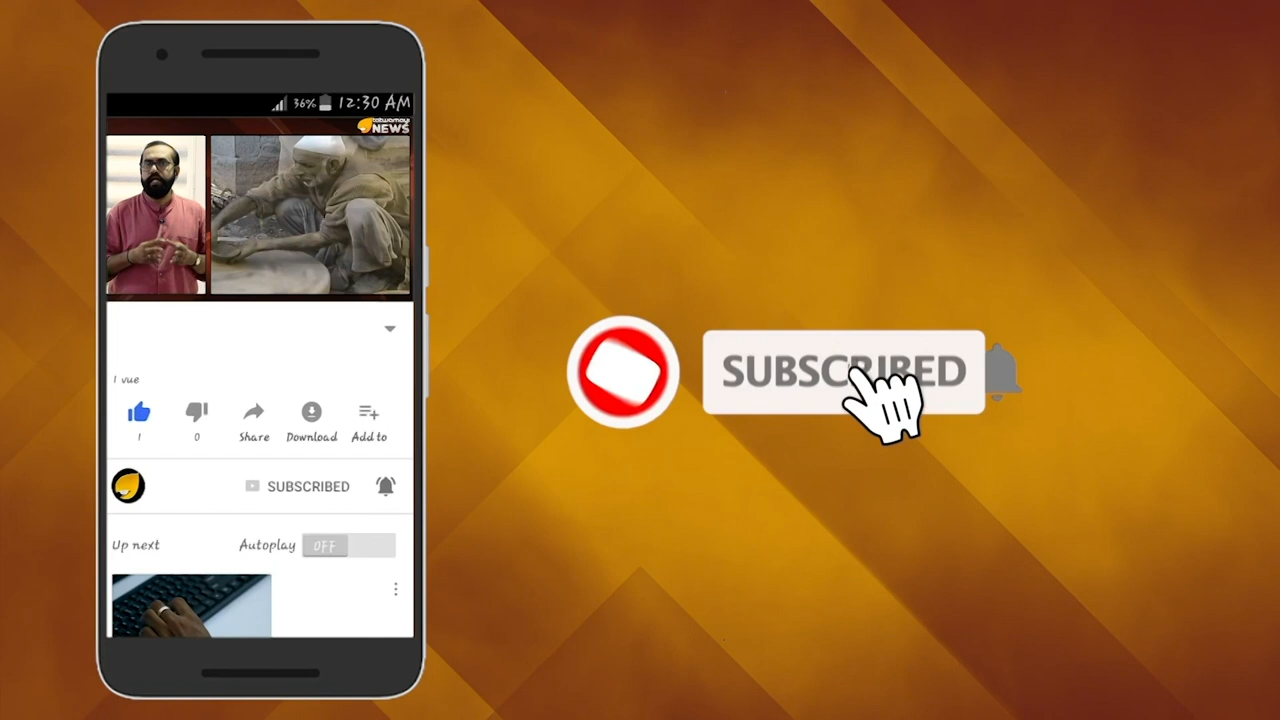 36% 12:30 AM
tatwamayi
NEWS
1 vue
1
0
Share
Download
Add to
SUBSCRIBED
Up next
Autoplay
OFF
SUBSCRIBED